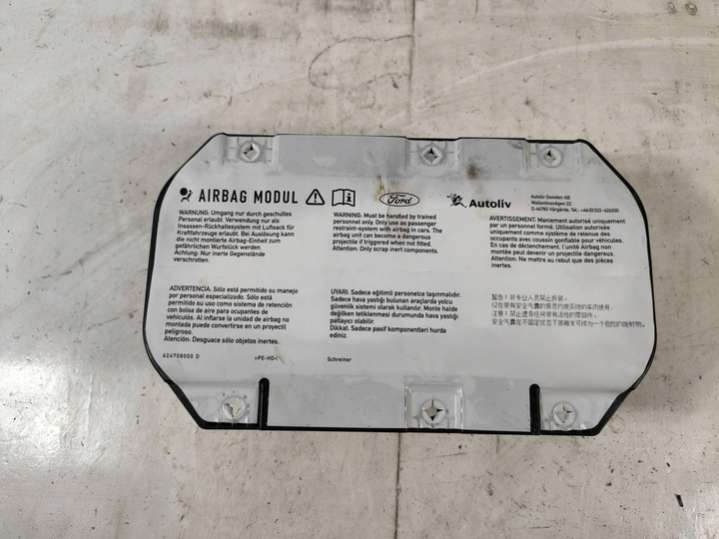 AIRBAG MODUL
Ford
Autoliv
Autoliv Sweden AB
WARNUNG: Umgang nur durch geschultes
Personal erlaubt. Verwendung nur als
Insassen-Rückhaltesystem mit Luftsack für
Kraftfahrzeuge erlaubt. Bei Auslösung kann
die nicht montierte Airbag-Einheit zum
gefährlichen Wurfstück werden.
Achtung: Nur inerte Gegenstände
verschrotten.
WARNING: Must be handled by trained
personnel only. Only use as passenger
restraint-system with airbag in cars. The
airbag unit can become a dangerous
projectile if triggered when not fitted
Attention. Only scrap inert components.
AVERTISSEMENT: Maniement autorisé uniquement
par un personnel formé. Utilisation autorisée
uniquement comme système de retenue des
occupants avec coussin gonflable pour véhicules.
En cas de déclenchement, l'unité Airbag non
montée peut devenir un projectile dangereux.
Attention. Ne mettre au rebut que des pièces
inertes.
ADVERTENCIA: Sólo está permitido su manejo
por personal especializado. Sólo está
permitido su uso como sistema de retención
con bolsa de aire para ocupantes de
vehículos. Al inflarse la unidad de airbag no
montada puede convertirse en un proyectil
peligroso.
Atención. Desguace sólo objetos inertes.
UYARI: Sadece eğitimli personelce taşınmalıdır.
Sadece hava yastığı bulunan araçlarda yolcu
güvenlik sistemi olarak kullanılır. Monte halde
değilken tetiklenmesi durumunda hava yastığı
patlayıcı olabilir
Dikkat. Sadece pasif komponentleri hurda
ediniz.
624708000 D
>PE-HD<
Schreiner